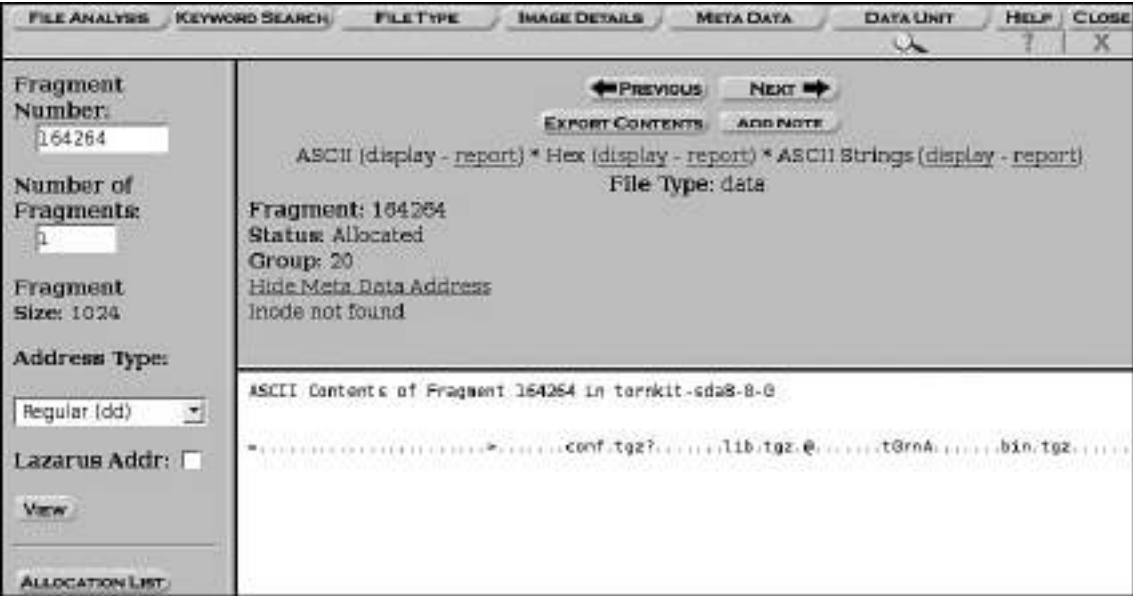 FILE ANALYSIS KEYWORD SEARCH FILE TYPE IMAGE DETAILS META DATA DATA UNIT HELP CLOSE
? X
Fragment
Number:
164264
Number of
Fragments:
1
Fragment
Size: 1024
Address Type:
Regular (dd)
Lazarus Addr:
VIEW
ALLOCATION LIST
PREVIOUS NEXT
EXPORT CONTENTS ADD NOTE
ASCII (display - report) * Hex (display - report) * ASCII Strings (display - report)
File Type: data
Fragment: 164264
Status: Allocated
Group: 20
Hide Meta Data Address
Inode not found
ASCII Contents of Fragment 164264 in tornkit-sda8-8-0
conf.tgz?.......lib.tgz.@.......t0rnA.......bin.tgz